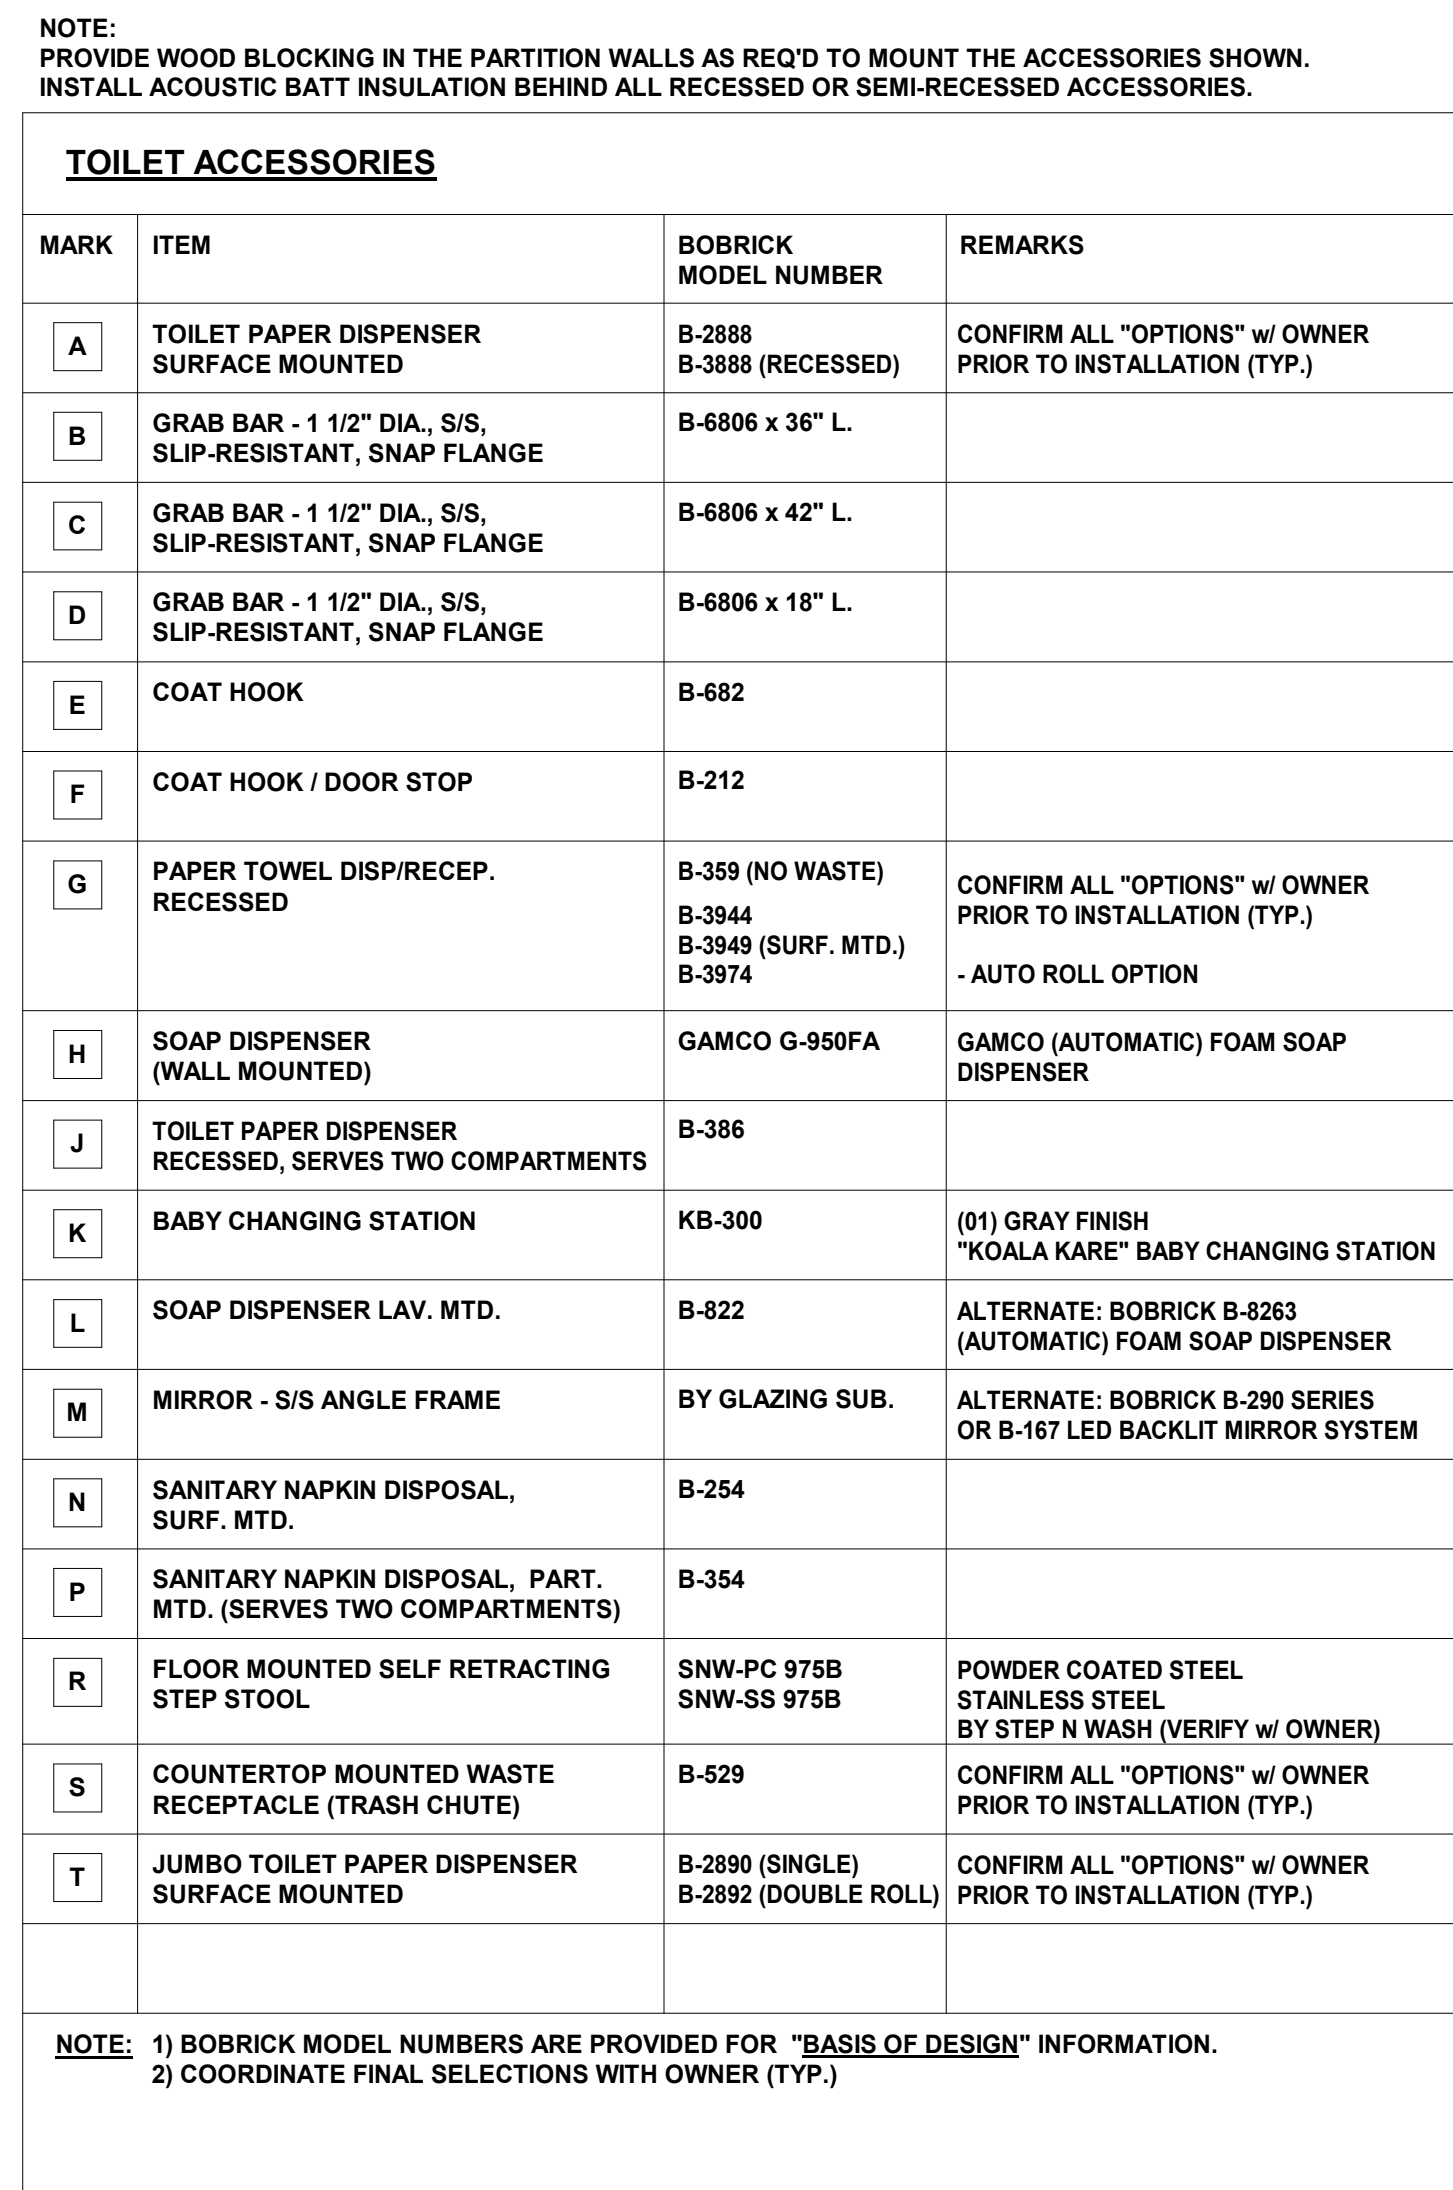 NOTE:
PROVIDE WOOD BLOCKING IN THE PARTITION WALLS AS REQ'D TO MOUNT THE ACCESSORIES SHOWN.
INSTALL ACOUSTIC BATT INSULATION BEHIND ALL RECESSED OR SEMI-RECESSED ACCESSORIES.
TOILET ACCESSORIES
MARK
ITEM
BOBRICK
MODEL NUMBER
REMARKS
A
TOILET PAPER DISPENSER
SURFACE MOUNTED
B-2888
B-3888 (RECESSED)
CONFIRM ALL "OPTIONS" w/ OWNER
PRIOR TO INSTALLATION (TYP.)
B
GRAB BAR - 1 1/2" DIA., S/S,
SLIP-RESISTANT, SNAP FLANGE
B-6806 x 36" L.
C
GRAB BAR - 1 1/2" DIA., S/S,
SLIP-RESISTANT, SNAP FLANGE
B-6806 x 42" L.
D
GRAB BAR - 1 1/2" DIA., S/S,
SLIP-RESISTANT, SNAP FLANGE
B-6806 x 18" L.
E
COAT HOOK
B-682
F
COAT HOOK / DOOR STOP
B-212
G
PAPER TOWEL DISP/RECEP.
RECESSED
B-359 (NO WASTE)
B-3944
B-3949 (SURF. MTD.)
B-3974
CONFIRM ALL "OPTIONS" w/ OWNER
PRIOR TO INSTALLATION (TYP.)
- AUTO ROLL OPTION
H
SOAP DISPENSER
(WALL MOUNTED)
GAMCO G-950FA
GAMCO (AUTOMATIC) FOAM SOAP
DISPENSER
J
TOILET PAPER DISPENSER
RECESSED, SERVES TWO COMPARTMENTS
B-386
K
BABY CHANGING STATION
KB-300
(01) GRAY FINISH
"KOALA KARE" BABY CHANGING STATION
L
SOAP DISPENSER LAV. MTD.
B-822
ALTERNATE: BOBRICK B-8263
(AUTOMATIC) FOAM SOAP DISPENSER
M
MIRROR - S/S ANGLE FRAME
BY GLAZING SUB.
ALTERNATE: BOBRICK B-290 SERIES
OR B-167 LED BACKLIT MIRROR SYSTEM
N
SANITARY NAPKIN DISPOSAL,
SURF. MTD.
B-254
P
SANITARY NAPKIN DISPOSAL, PART.
MTD. (SERVES TWO COMPARTMENTS)
B-354
R
FLOOR MOUNTED SELF RETRACTING
STEP STOOL
SNW-PC 975B
SNW-SS 975B
POWDER COATED STEEL
STAINLESS STEEL
BY STEP N WASH (VERIFY w/ OWNER)
S
COUNTERTOP MOUNTED WASTE
RECEPTACLE (TRASH CHUTE)
B-529
CONFIRM ALL "OPTIONS" w/ OWNER
PRIOR TO INSTALLATION (TYP.)
T
JUMBO TOILET PAPER DISPENSER
SURFACE MOUNTED
B-2890 (SINGLE)
B-2892 (DOUBLE ROLL)
CONFIRM ALL "OPTIONS" w/ OWNER
PRIOR TO INSTALLATION (TYP.)
NOTE: 1) BOBRICK MODEL NUMBERS ARE PROVIDED FOR "BASIS OF DESIGN" INFORMATION.
2) COORDINATE FINAL SELECTIONS WITH OWNER (TYP.)